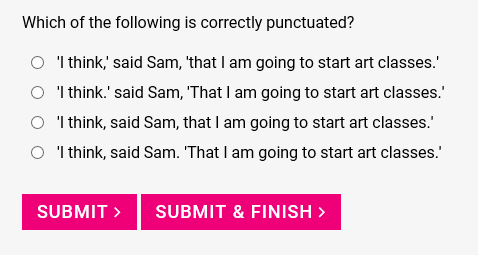 Which of the following is correctly punctuated?
'I think,' said Sam, 'that I am going to start art classes.'
'I think.' said Sam, 'That I am going to start art classes.'
'I think, said Sam, that I am going to start art classes.'
'I think, said Sam. 'That I am going to start art classes.'
SUBMIT > SUBMIT & FINISH >